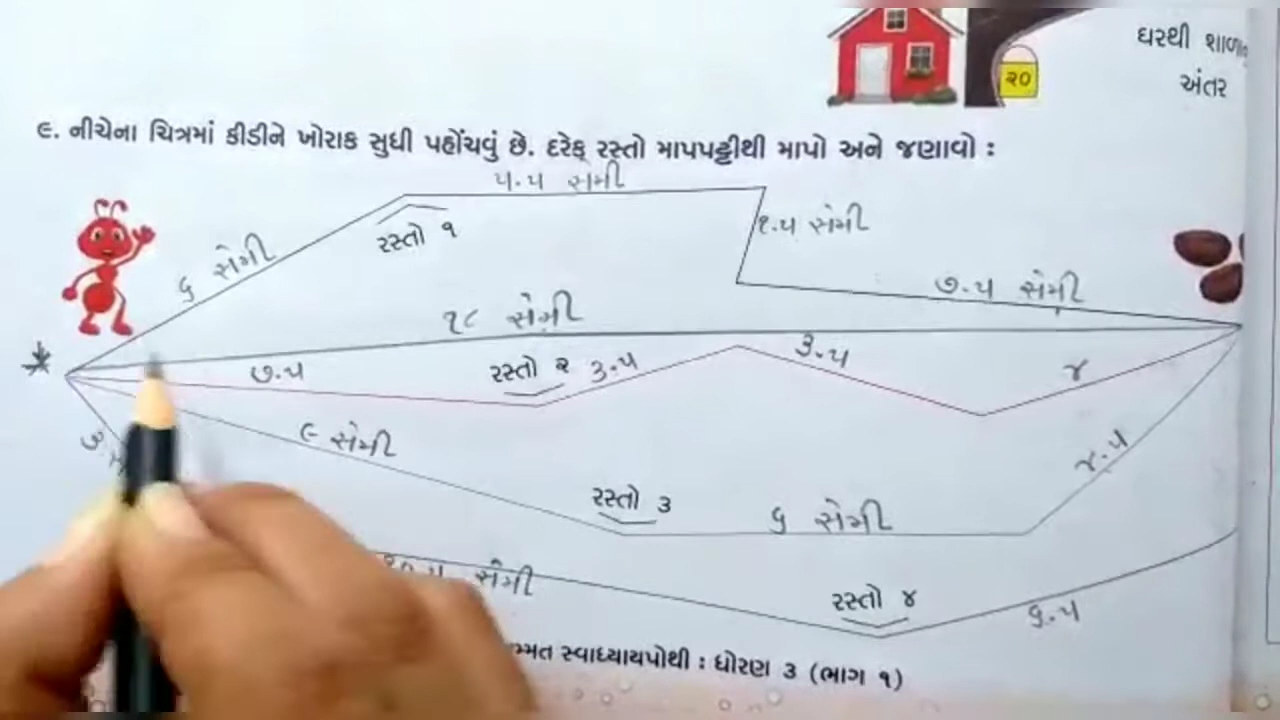 ઘરથી શાળાનું
૨૦
અંતર
૯. નીચેના ચિત્રમાં કીડીને ખોરાક સુધી પહોંચવું છે. દરેક રસ્તો માપપટ્ટીથી માપો અને જણાવો :
૫.૫ સેમી
૧.૫ સેમી
રસ્તો ૧
૬ સેમી
૭.૫ સેમી
૧૮ સેમી
૭.૫
રસ્તો ૨
૩.૫
૩.૫
૪
૯ સેમી
૪.૫
રસ્તો ૩
૬ સેમી
૧૦.૫ સેમી
રસ્તો ૪
૬.૫
સ્વાધ્યાયપોથી : ધોરણ ૩ (ભાગ ૧)